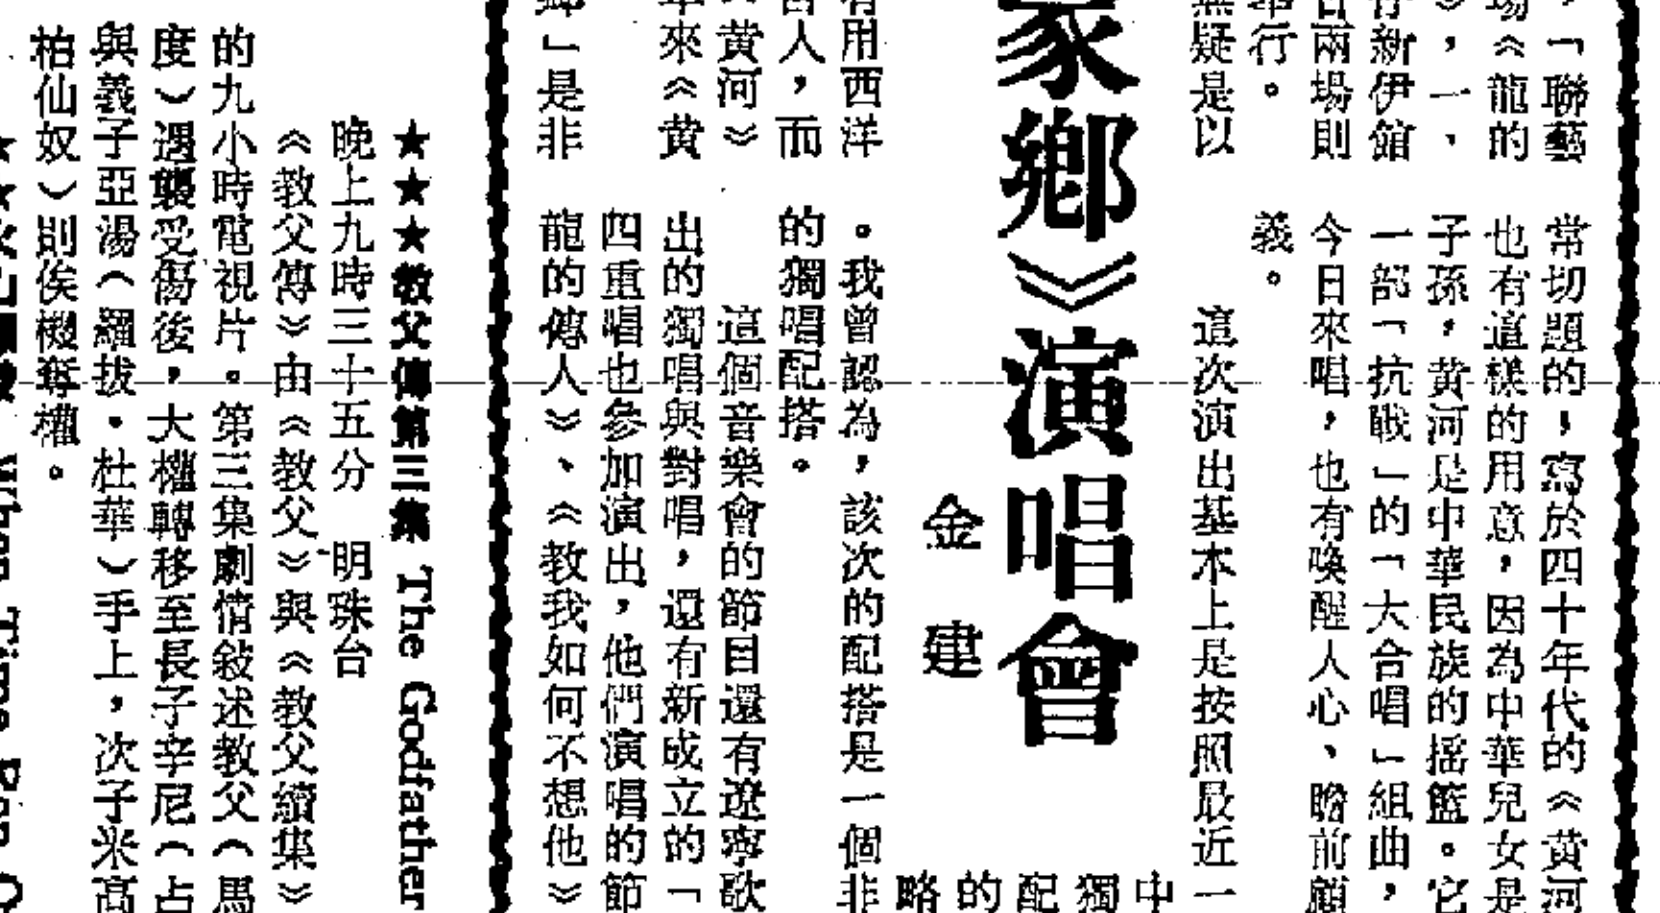 ，「聯藝
場《龍的
》，一、
新伊館
兩場則
舉行。
無疑是以
常切題的，寫於四十年代的《黃河
也有這樣的用意，因為中華兒女是
子孫，黃河是中華民族的搖籃。它
一部「抗戰」的「大合唱」組曲，
今日來唱，也有喚醒人心、瞻前顧
義。
這次演出基本上是按照最近一
家鄉》演唱會
金建
有用西洋
人，而
《黃河》
來《黃
鄉」是非
。我曾認為，該次的配搭是一個非
的獨唱配搭。
這個音樂會的節目還有遼寧歌
出的獨唱與對唱，還有新成立的「
四重唱也參加演出，他們演唱的節
龍的傳人》、《教我如何不想他》
中
獨
配
的
略
★★★教父傳第三集 The Godfather
晚上九時三十五分 明珠台
《教父傳》由《教父》與《教父續集》
的九小時電視片。第三集劇情敍述教父（馬
度）遇襲受傷後，大權轉移至長子辛尼（占
與義子亞湯（羅拔・杜華）手上，次子米高
柏仙奴）則俟機奪權。